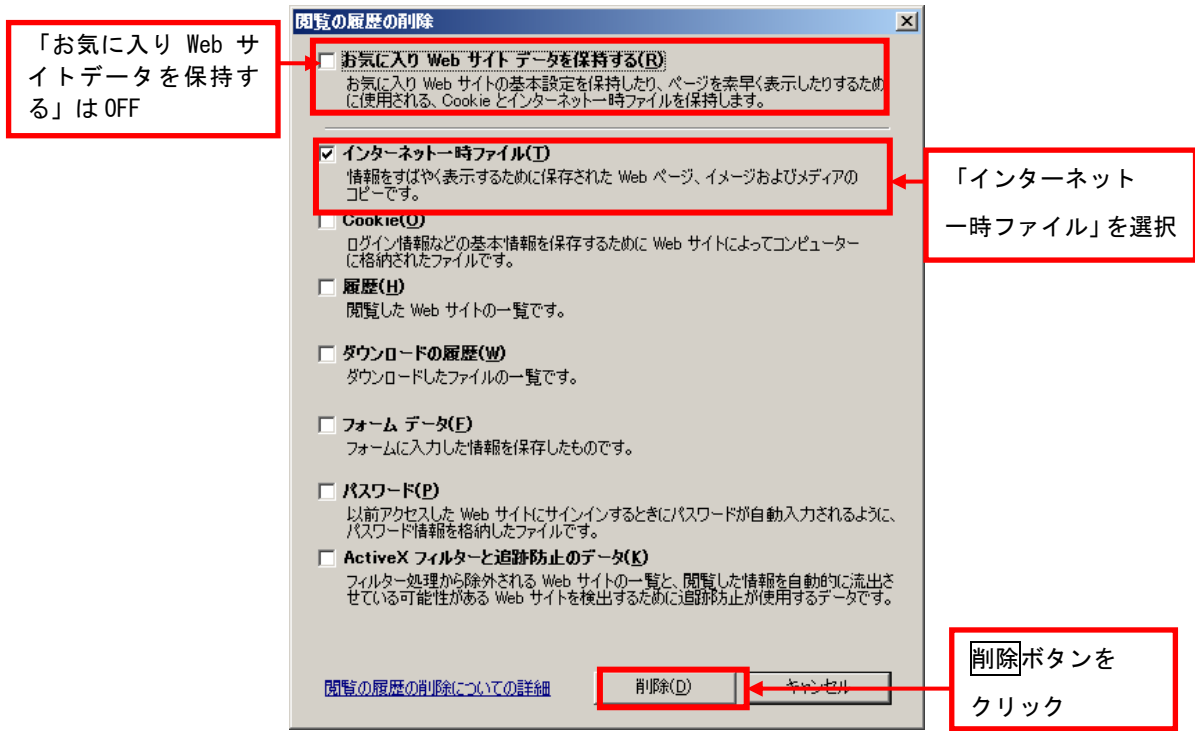 「お気に入り Web サ
イトデータを保持す
る」は OFF
閲覧の履歴の削除
お気に入り Web サイト データを保持する(R)
お気に入り Web サイトの基本設定を保持したり、ページを素早く表示したりするため
に使用される、Cookie とインターネット一時ファイルを保持します。
インターネット一時ファイル(T)
情報をすばやく表示するために保存された Web ページ、イメージおよびメディアの
コピーです。
「インターネット
一時ファイル」を選択
Cookie(O)
ログイン情報などの基本情報を保存するために Web サイトによってコンピューター
に格納されたファイルです。
履歴(H)
閲覧した Web サイトの一覧です。
ダウンロードの履歴(W)
ダウンロードしたファイルの一覧です。
フォーム データ(F)
フォームに入力した情報を保存したものです。
パスワード(P)
以前アクセスした Web サイトにサインインするときにパスワードが自動入力されるように、
パスワード情報を格納したファイルです。
ActiveX フィルターと追跡防止のデータ(K)
フィルター処理から除外される Web サイトの一覧と、閲覧した情報を自動的に流出さ
せている可能性がある Web サイトを検出するために追跡防止が使用するデータです。
閲覧の履歴の削除についての詳細
削除(D)
キャンセル
削除ボタンを
クリック